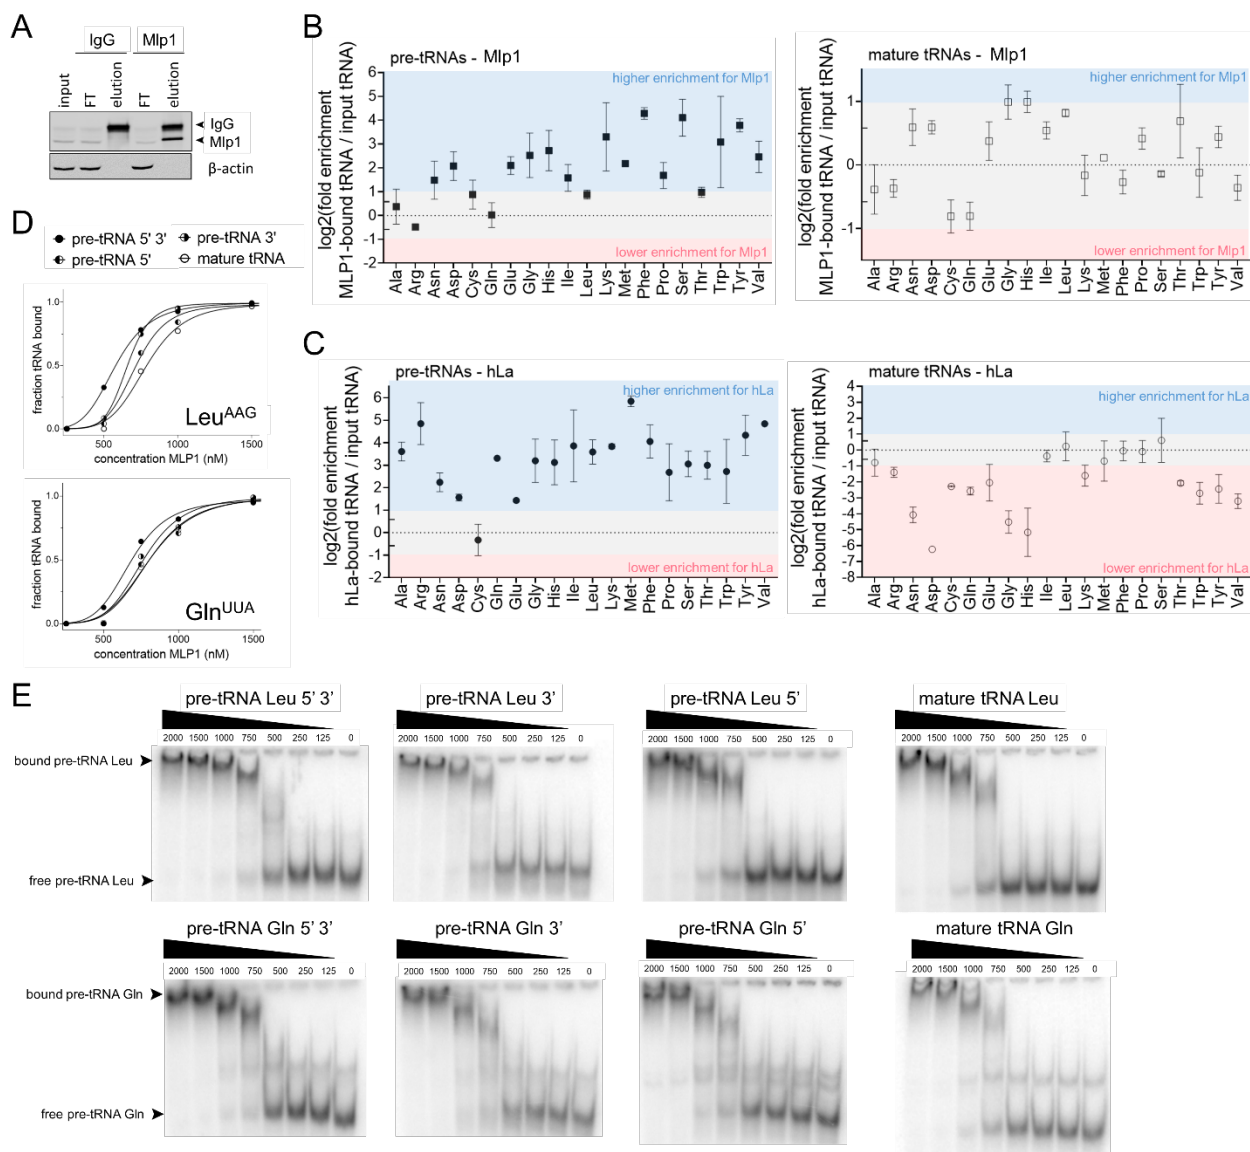 A
IgG
Mlp1
input
FT
elution
FT
elution
IgG
Mlp1
β-actin
B
pre-tRNAs - Mlp1
higher enrichment for Mlp1
lower enrichment for Mlp1
log2(fold enrichment
MLP1-bound tRNA / input tRNA)
6
5
4
3
2
1
0
-1
-2
Ala
Arg
Asn
Asp
Cys
Gln
Glu
Gly
His
Ile
Leu
Lys
Met
Phe
Pro
Ser
Thr
Trp
Tyr
Val
mature tRNAs - Mlp1
higher enrichment for Mlp1
lower enrichment for Mlp1
log2(fold enrichment
MLP1-bound tRNA / input tRNA)
1
0
-1
Ala
Arg
Asn
Asp
Cys
Gln
Glu
Gly
His
Ile
Leu
Lys
Met
Phe
Pro
Ser
Thr
Trp
Tyr
Val
C
pre-tRNAs - hLa
higher enrichment for hLa
lower enrichment for hLa
log2(fold enrichment
hLa-bound tRNA / input tRNA)
6
5
4
3
2
1
0
-1
-2
Ala
Arg
Asn
Asp
Cys
Gln
Glu
Gly
His
Ile
Leu
Lys
Met
Phe
Pro
Ser
Thr
Trp
Tyr
Val
mature tRNAs - hLa
higher enrichment for hLa
lower enrichment for hLa
log2(fold enrichment
hLa-bound tRNA / input tRNA)
4
3
2
1
0
-1
-2
-3
-4
-5
-6
-7
-8
Ala
Arg
Asn
Asp
Cys
Gln
Glu
Gly
His
Ile
Leu
Lys
Met
Phe
Pro
Ser
Thr
Trp
Tyr
Val
D
pre-tRNA 5' 3'
pre-tRNA 3'
pre-tRNA 5'
mature tRNA
fraction tRNA bound
1.0
0.5
0.0
Leu^AAG
500 1000 1500
concentration MLP1 (nM)
fraction tRNA bound
1.0
0.5
0.0
Gln^UUA
500 1000 1500
concentration MLP1 (nM)
E
pre-tRNA Leu 5' 3'
2000 1500 1000 750 500 250 125 0
pre-tRNA Leu 3'
2000 1500 1000 750 500 250 125 0
pre-tRNA Leu 5'
2000 1500 1000 750 500 250 125 0
mature tRNA Leu
2000 1500 1000 750 500 250 125 0
bound pre-tRNA Leu
free pre-tRNA Leu
pre-tRNA Gln 5' 3'
2000 1500 1000 750 500 250 125 0
pre-tRNA Gln 3'
2000 1500 1000 750 500 250 125 0
pre-tRNA Gln 5'
2000 1500 1000 750 500 250 125 0
mature tRNA Gln
2000 1500 1000 750 500 250 125 0
bound pre-tRNA Gln
free pre-tRNA Gln